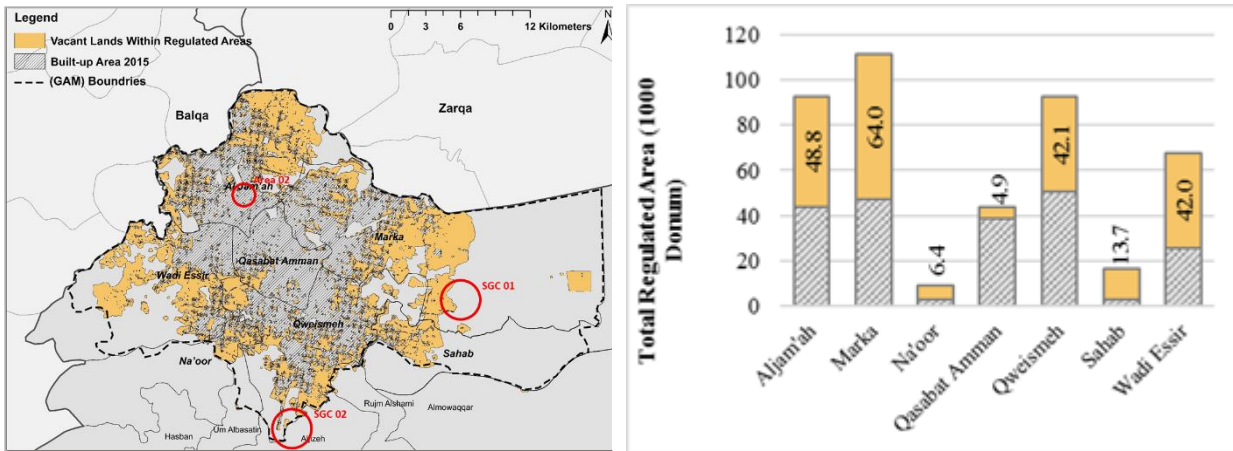 Legend
Vacant Lands Within Regulated Areas
Built-up Area 2015
(GAM) Boundries
0 3 6 12 Kilometers
N
Balqa
Zarqa
Area 02
Aljam'ah
Marka
Qasabat Amman
Wadi Essir
SGC 01
Qweismeh
Sahab
Na'oor
SGC 02
Rujm Alshami
Almowaqqar
Um Albasatin
Hasban
Aljizeh
Total Regulated Area (1000
Donum)
120
100
80
60
40
20
0
48.8
64.0
6.4
4.9
42.1
13.7
42.0
Aljam'ah
Marka
Na'oor
Qasabat Amman
Qweismeh
Sahab
Wadi Essir